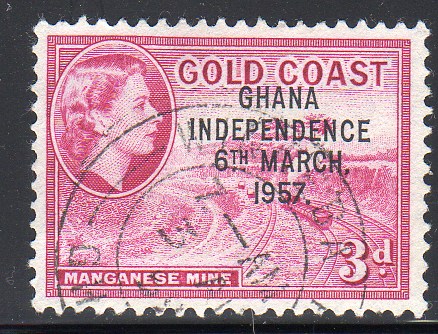 GOLD COAST
GHANA
INDEPENDENCE
6TH MARCH,
1957.
3d.
MANGANESE MINE